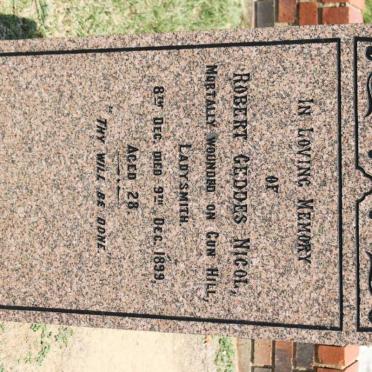 IN LOVING MEMORY
OF
ROBERT GEDDES NICOL,
MORTALLY WOUNDED ON GUN HILL,
LADYSMITH
8TH DEC. DIED 9TH DEC. 1899,
AGED 28.
"THY WILL BE DONE."